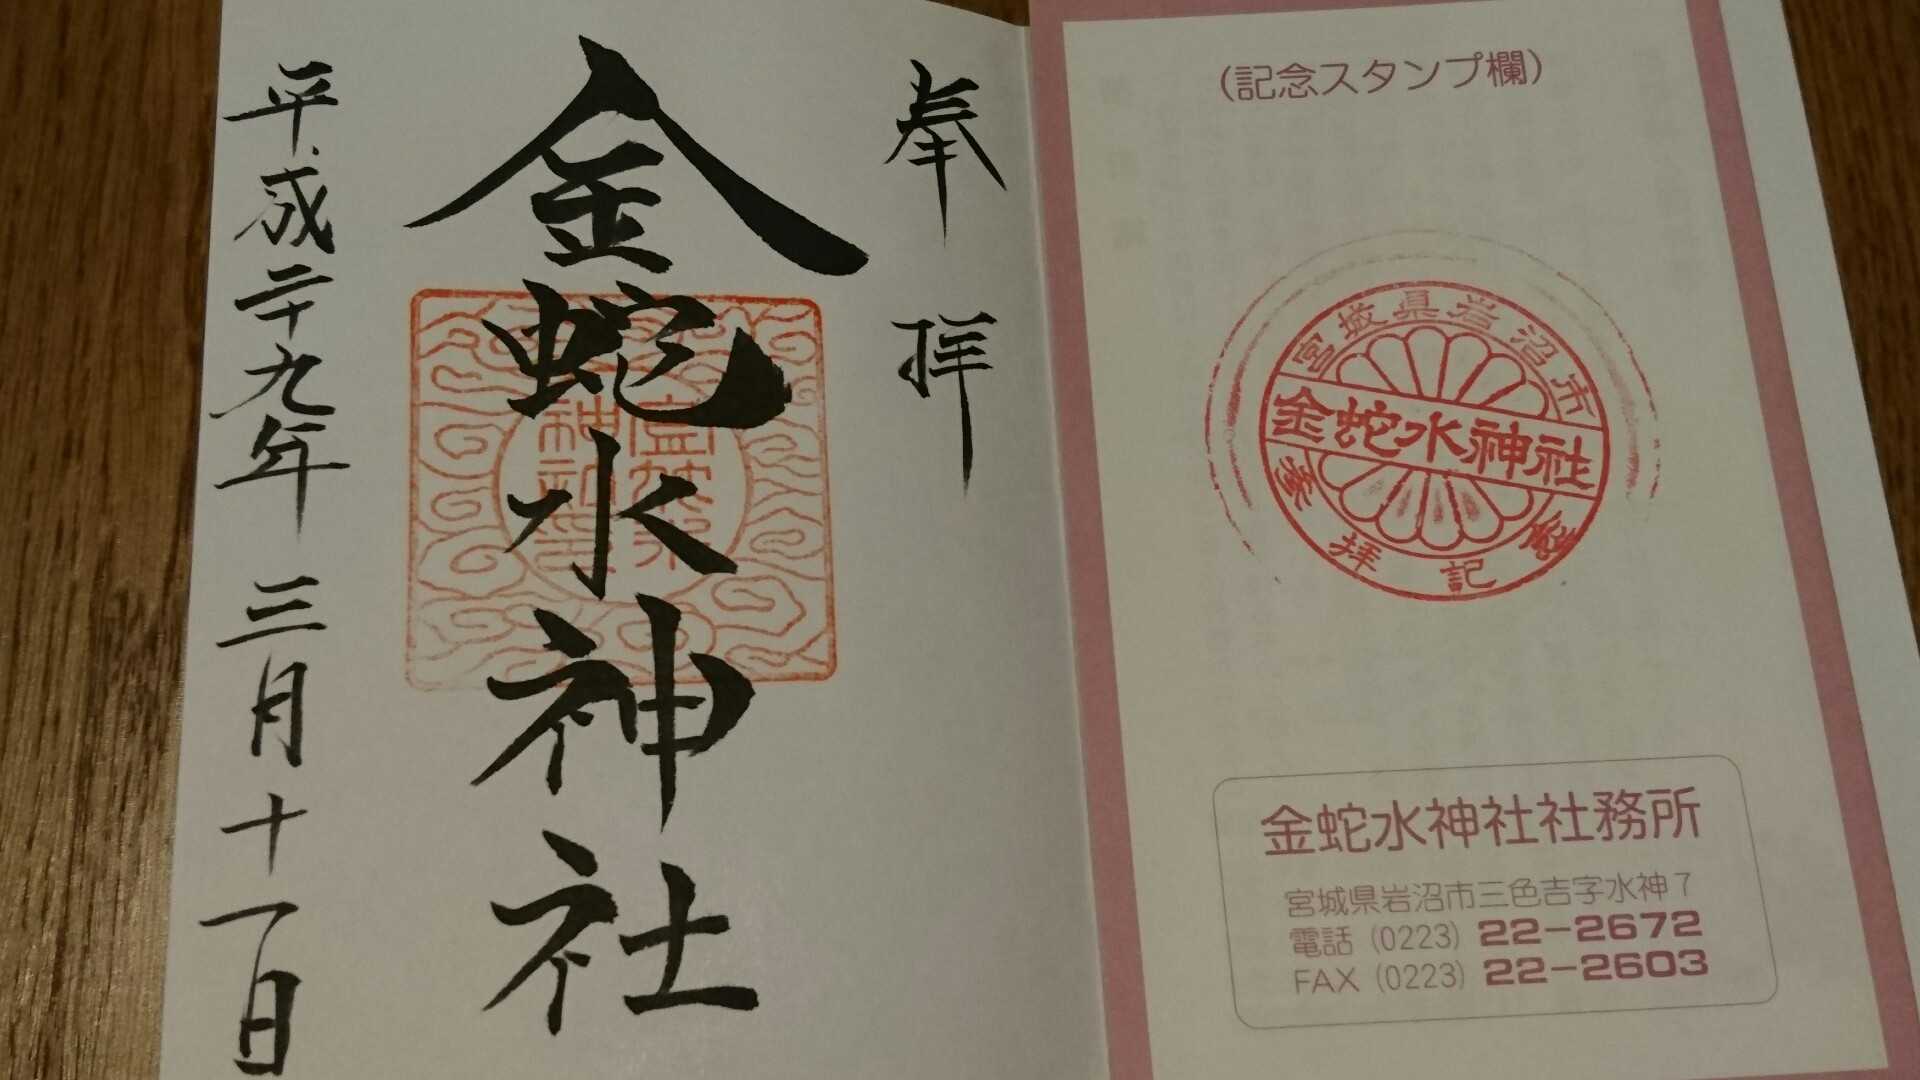 奉拝
金蛇水神社
平成二十九年 三月十一日
(記念スタンプ欄)
宮城県岩沼市
金蛇水神社
参拝記念
金蛇水神社社務所
宮城県岩沼市三色吉字水神7
電話 (0223) 22-2672
FAX (0223) 22-2603